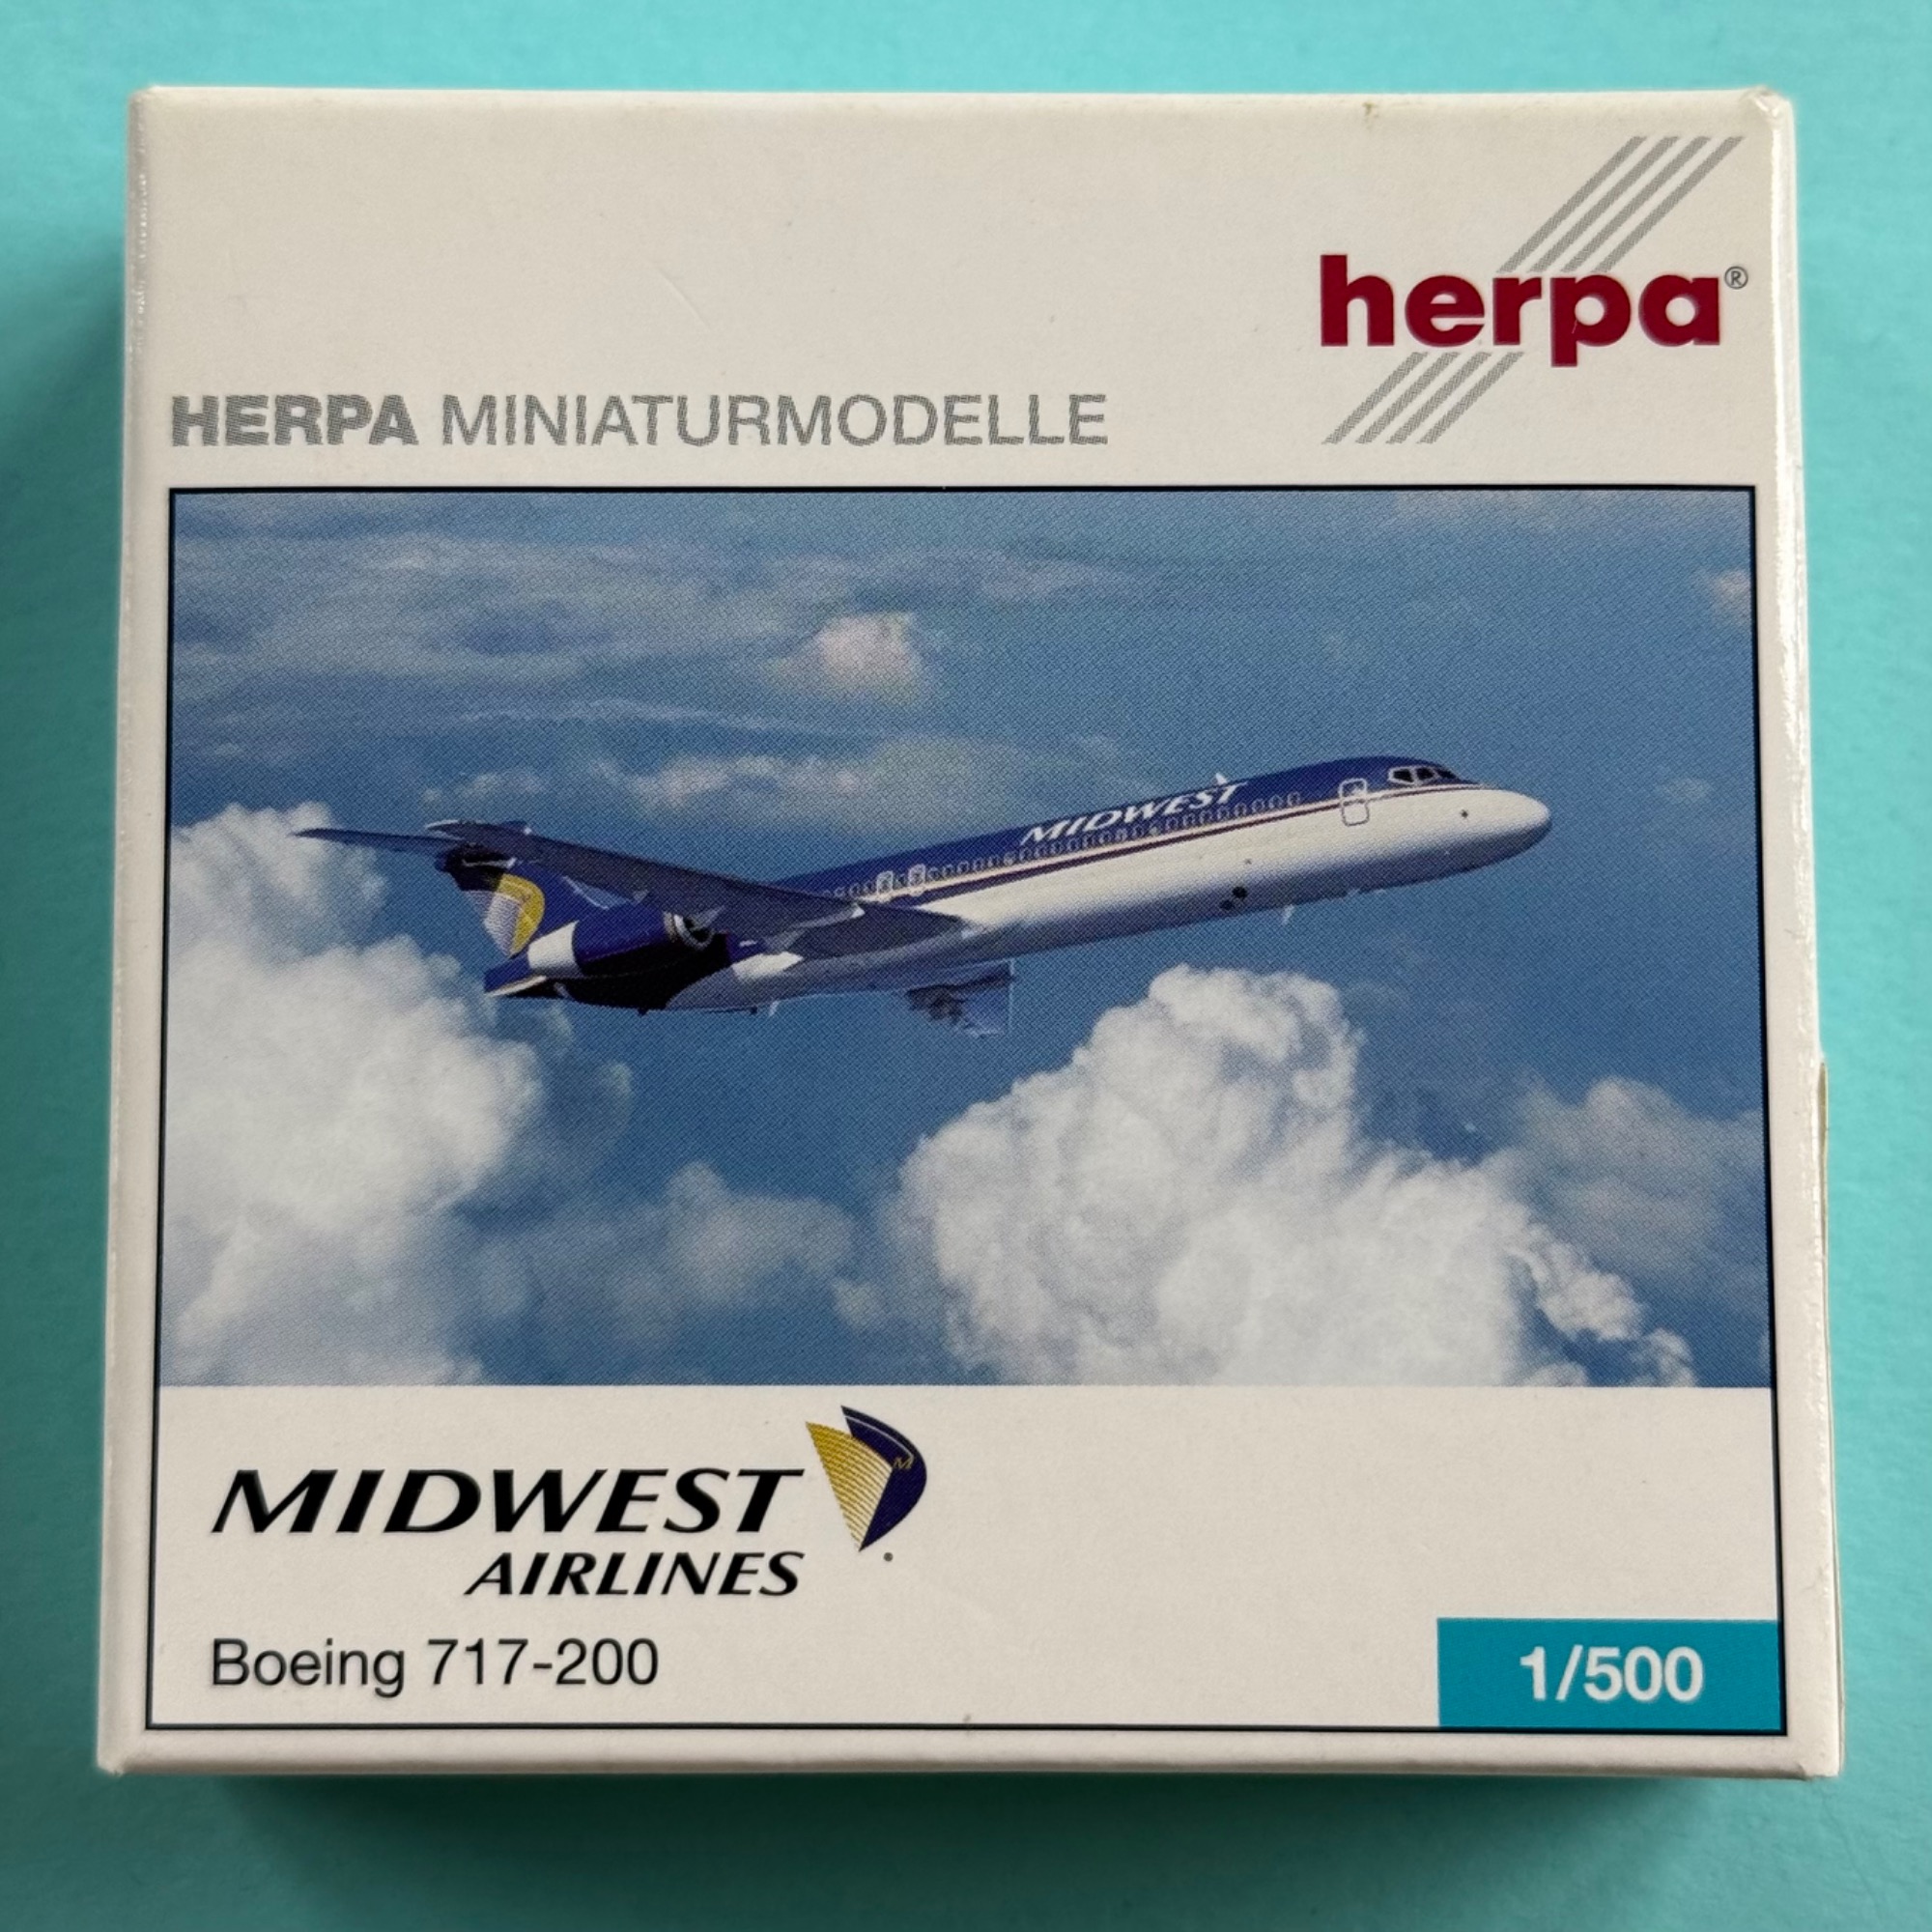 herpa®
HERPA MINIATURMODELLE
MIDWEST
MIDWEST
M
AIRLINES
Boeing 717-200
1/500